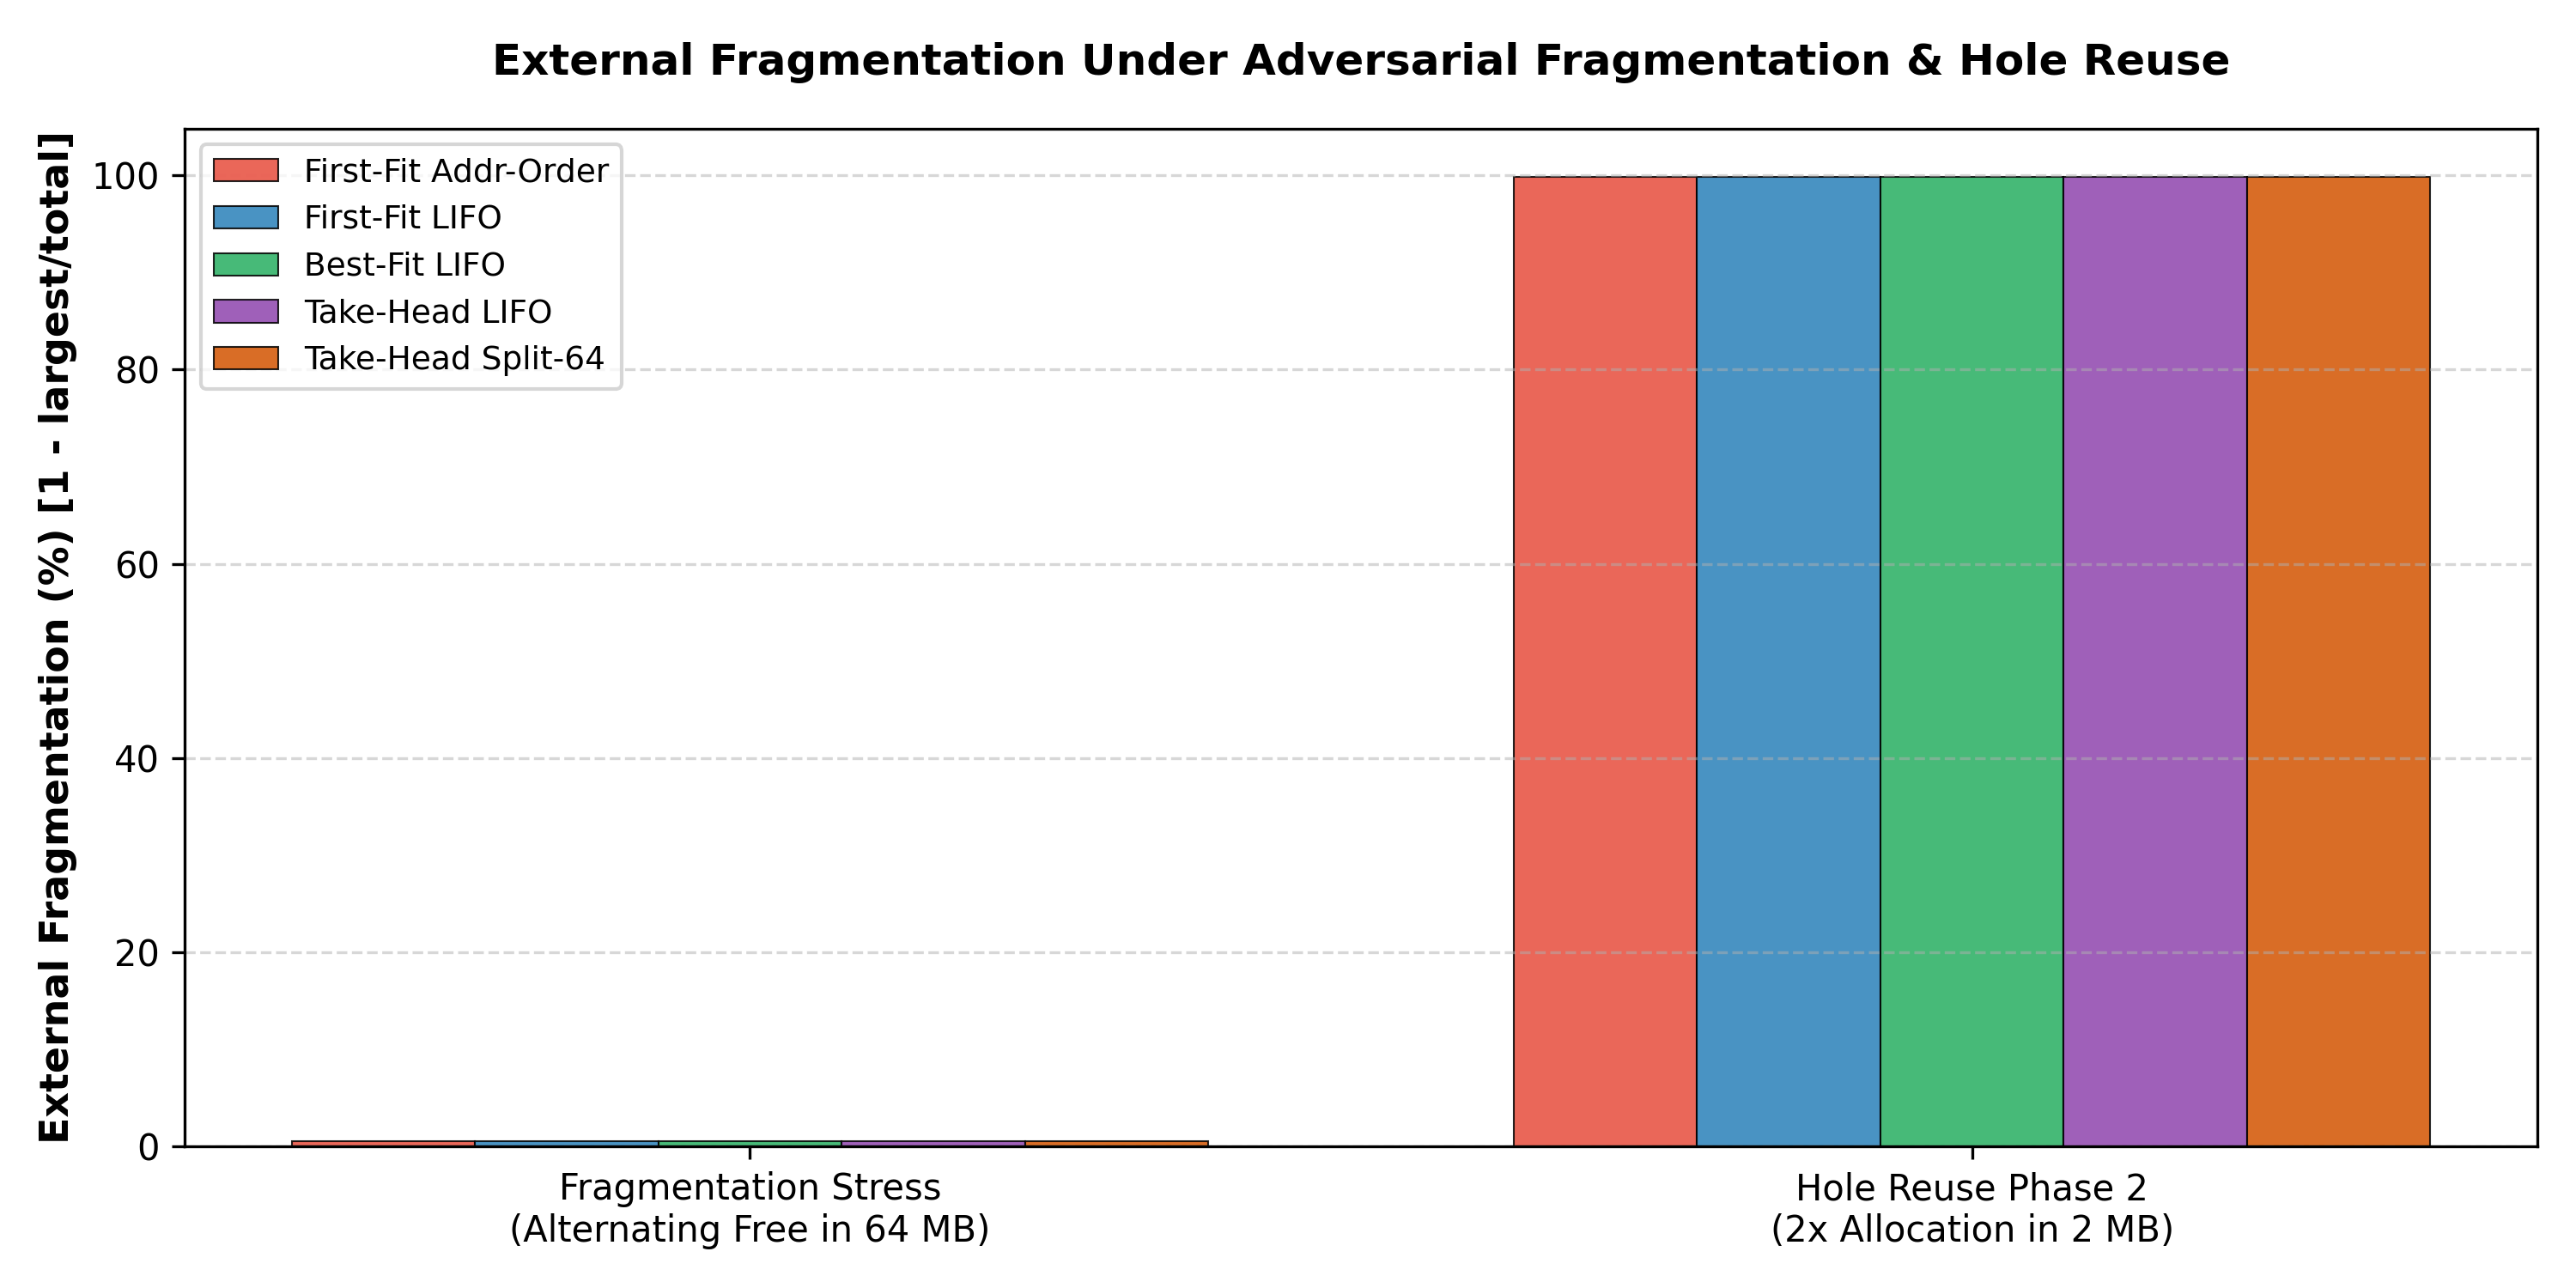 External Fragmentation Under Adversarial Fragmentation & Hole Reuse
External Fragmentation (%) [1 - largest/total]
100
80
60
40
20
0
First-Fit Addr-Order
First-Fit LIFO
Best-Fit LIFO
Take-Head LIFO
Take-Head Split-64
Fragmentation Stress
(Alternating Free in 64 MB)
Hole Reuse Phase 2
(2x Allocation in 2 MB)